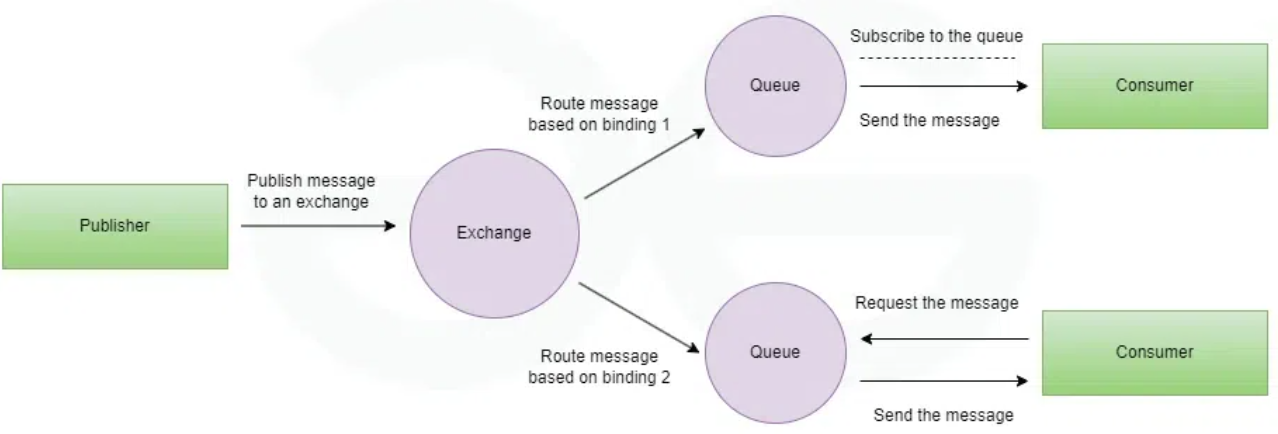 Publisher
Publish message
to an exchange
Exchange
Route message
based on binding 1
Queue
Subscribe to the queue
Send the message
Consumer
Route message
based on binding 2
Queue
Request the message
Send the message
Consumer